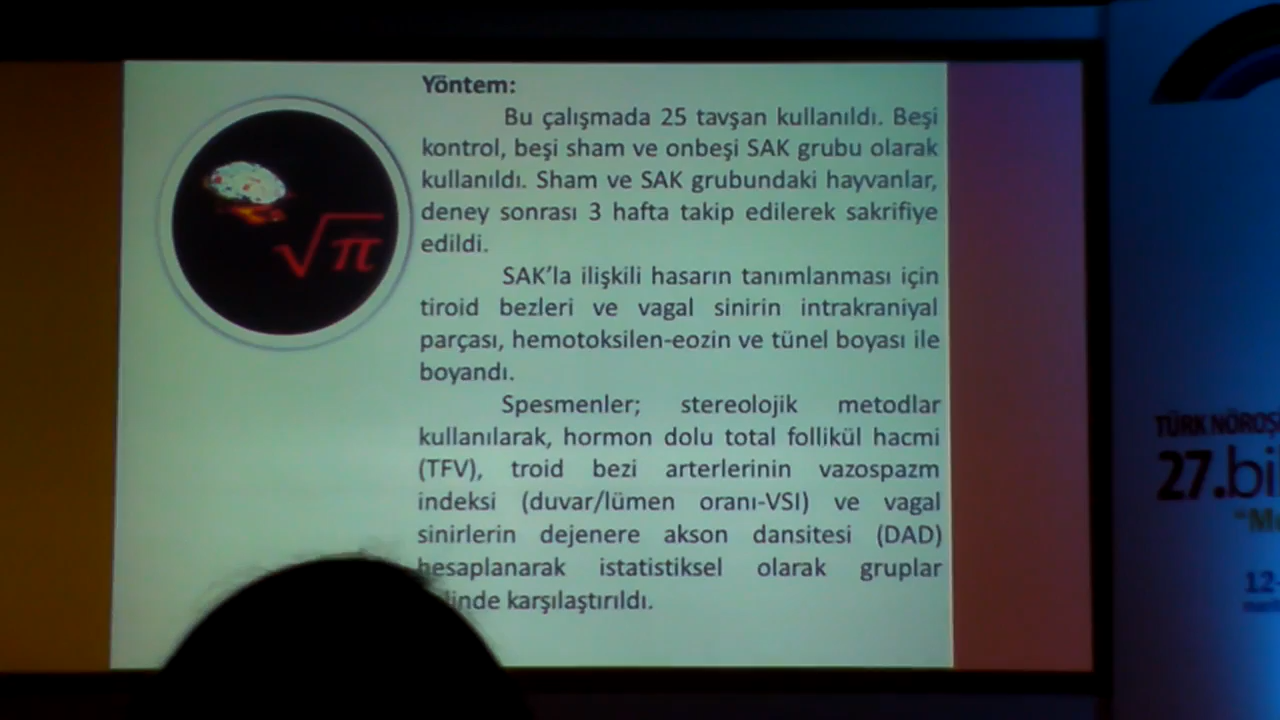 Yöntem:
Bu çalışmada 25 tavşan kullanıldı. Beşi
kontrol, beşi sham ve onbeşi SAK grubu olarak
kullanıldı. Sham ve SAK grubundaki hayvanlar,
deney sonrası 3 hafta takip edilerek sakrifiye
edildi.
SAK’la ilişkili hasarın tanımlanması için
tiroid bezleri ve vagal sinirin intrakraniyal
parçası, hemotoksilen-eozin ve tünel boyası ile
boyandı.
Spesmenler; stereolojik metodlar
kullanılarak, hormon dolu total follikül hacmi
(TFV), troid bezi arterlerinin vazospazm
indeksi (duvar/lümen oranı-VSI) ve vagal
sinirlerin dejenere akson dansitesi (DAD)
hesaplanarak istatistiksel olarak gruplar
karşılaştırıldı.
√π
TÜRK
27.
12-